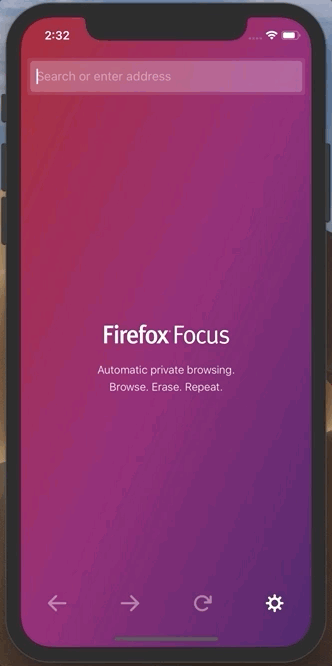 2:32
Search or enter address
Firefox Focus
Automatic private browsing.
Browse. Erase. Repeat.